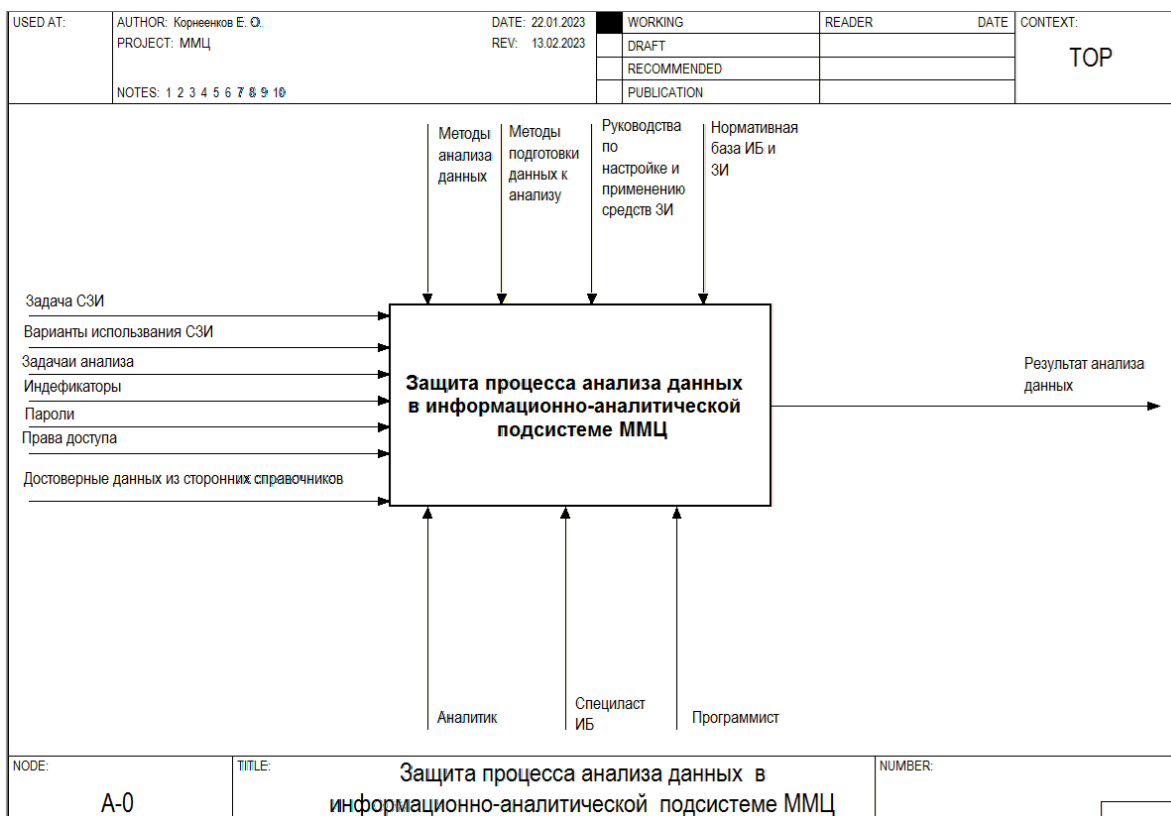 USED AT:
AUTHOR: Корнеенков Е. О.
DATE: 22.01.2023
WORKING
READER
DATE
CONTEXT:
PROJECT: ММЦ
REV: 13.02.2023
DRAFT
TOP
RECOMMENDED
NOTES: 1 2 3 4 5 6 7 8 9 10
PUBLICATION
Методы
анализа
данных
Методы
подготовки
данных к
анализу
Руководства
по
настройке и
применению
средств ЗИ
Нормативная
база ИБ и
ЗИ
Задача СЗИ
Варианты использвания СЗИ
Задачаи анализа
Индефикаторы
Пароли
Права доступа
Достоверные данных из сторонних справочников
Защита процесса анализа данных
в информационно-аналитической
подсистеме ММЦ
Результат анализа
данных
Аналитик
Специласт
ИБ
Программист
NODE:
A-0
TITLE:
Защита процесса анализа данных в
информационно-аналитической подсистеме ММЦ
NUMBER: